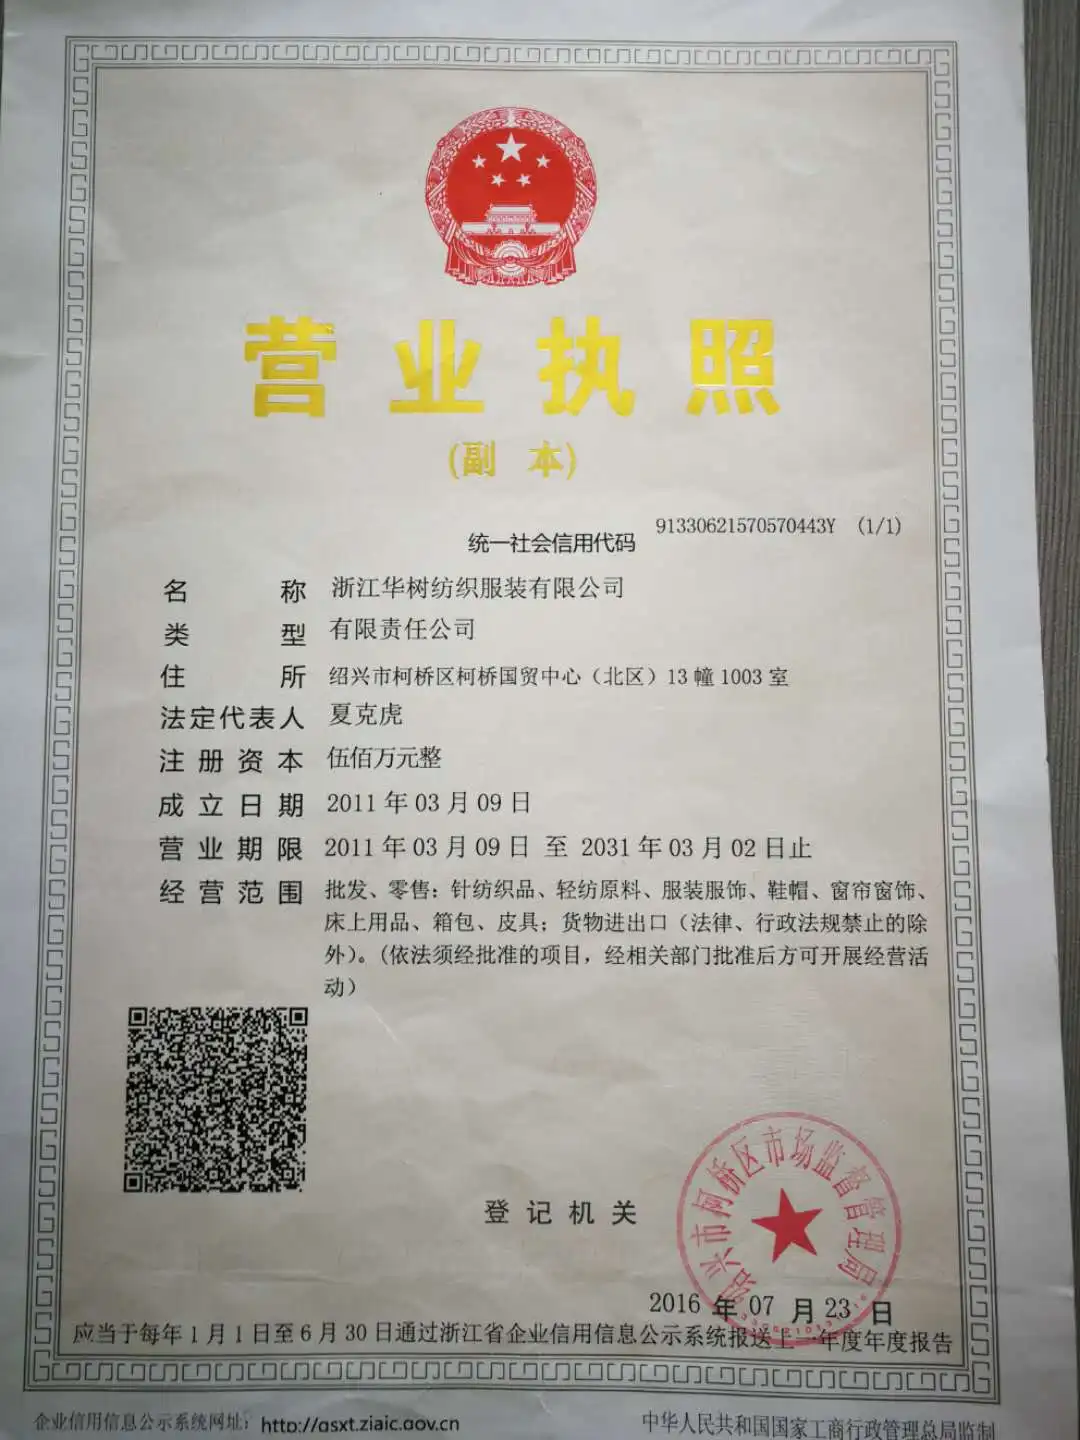 营业执照
(副 本)
统一社会信用代码 91330621570570443Y (1/1)
名称 浙江华树纺织服装有限公司
类型 有限责任公司
住所 绍兴市柯桥区柯桥国贸中心（北区）13幢1003室
法定代表人 夏克虎
注册资本 伍佰万元整
成立日期 2011年03月09日
营业期限 2011年03月09日 至 2031年03月02日止
经营范围 批发、零售：针纺织品、轻纺原料、服装服饰、鞋帽、窗帘窗饰、
床上用品、箱包、皮具；货物进出口（法律、行政法规禁止的除
外）。(依法须经批准的项目，经相关部门批准后方可开展经营活
动）
登记机关
绍兴市柯桥区市场监督管理局
2016年07月23日
应当于每年1月1日至6月30日通过浙江省企业信用信息公示系统报送上一年度年度报告
企业信用信息公示系统网址：http://gsxt.zjaic.gov.cn
中华人民共和国国家工商行政管理总局监制